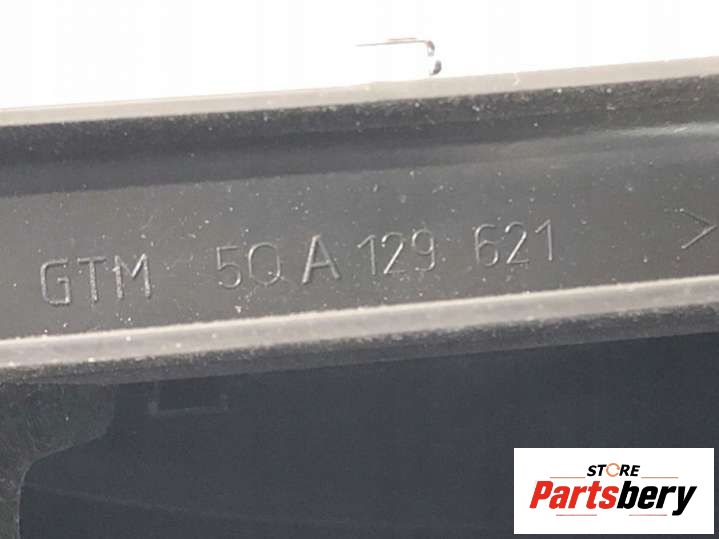 GTM 5Q A 129 621 >
STORE
Partsbery